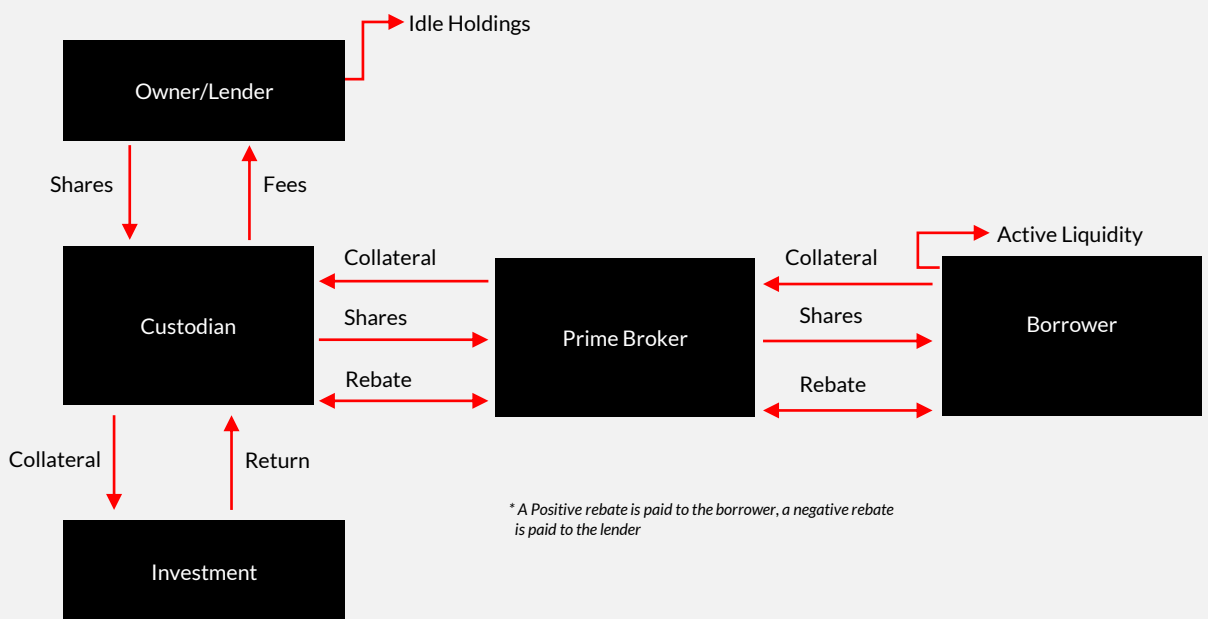 Idle Holdings
Owner/Lender
Shares
Fees
Active Liquidity
Collateral
Collateral
Shares
Shares
Custodian
Prime Broker
Borrower
Rebate
Rebate
Collateral
Return
* A Positive rebate is paid to the borrower, a negative rebate
is paid to the lender
Investment